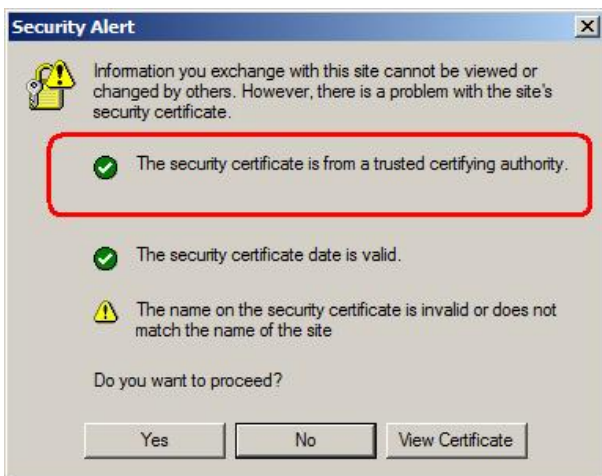 Security Alert
Information you exchange with this site cannot be viewed or
changed by others. However, there is a problem with the site's
security certificate.
The security certificate is from a trusted certifying authority.
The security certificate date is valid.
The name on the security certificate is invalid or does not
match the name of the site
Do you want to proceed?
Yes No View Certificate